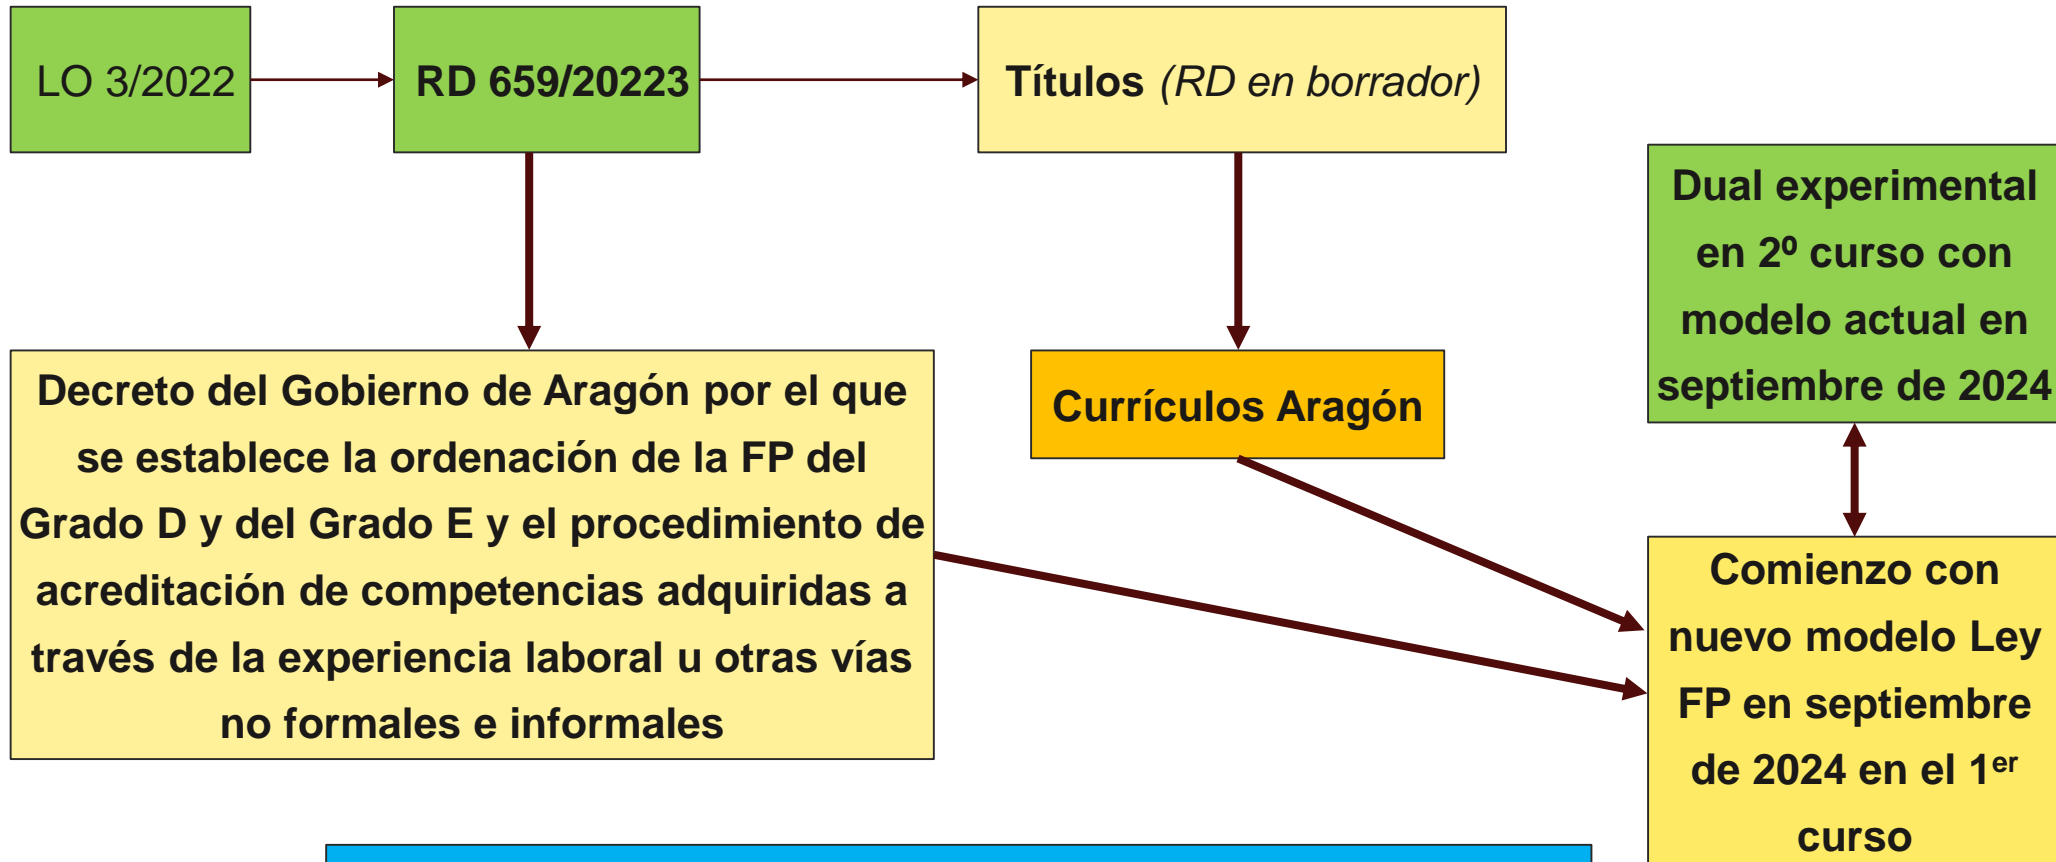 LO 3/2022
RD 659/20223
Títulos (RD en borrador)
Dual experimental
en 2º curso con
modelo actual en
septiembre de 2024
Decreto del Gobierno de Aragón por el que
se establece la ordenación de la FP del
Grado D y del Grado E y el procedimiento de
acreditación de competencias adquiridas a
través de la experiencia laboral u otras vías
no formales e informales
Currículos Aragón
Comienzo con
nuevo modelo Ley
FP en septiembre
de 2024 en el 1er
curso